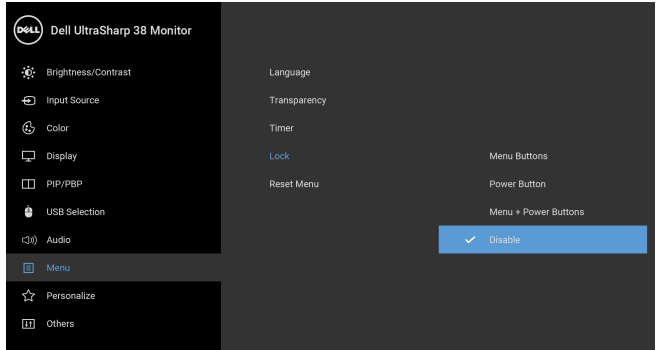 DELL Dell UltraSharp 38 Monitor
Brightness/Contrast
Input Source
Color
Display
PIP/PBP
USB Selection
Audio
Menu
Personalize
Others
Language
Transparency
Timer
Lock
Reset Menu
Menu Buttons
Power Button
Menu + Power Buttons
Disable